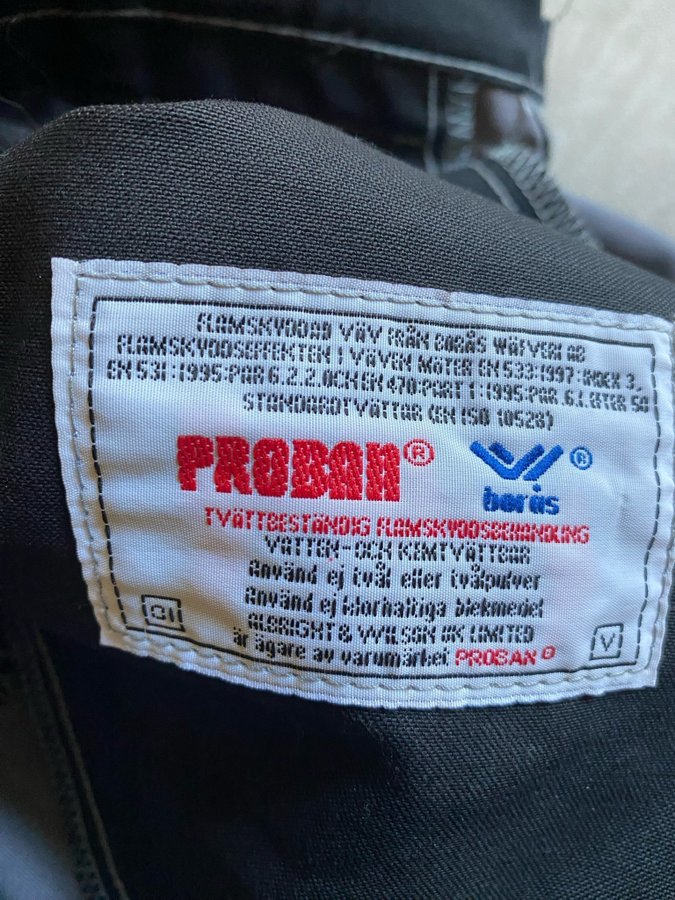 FLAMSKYDDAD VÄV FRÅN BORÅS WÄFVERI AB
FLAMSKYDDSEFFEKTEN I VÄVEN MÖTER EN 533:1997:INDEX 3,
EN 531:1995:PAR 6.2.2.OCH EN 470:PART 1:1995:PAR.6.1.EFTER 50
STANDARDTVÄTTAR (EN ISO 10528)
PROBAN® ®
borås
TVÄTTBESTÄNDIG FLAMSKYDDSBEHANDLING
VATTEN-OCH KEMTVÄTTBAR
Använd ej tvål eller tvålpulver
Använd ej klorhaltiga blekmedel
ALBRIGHT & WILSON UK LIMITED
är ägare av varumärket PROBAN®
01 V